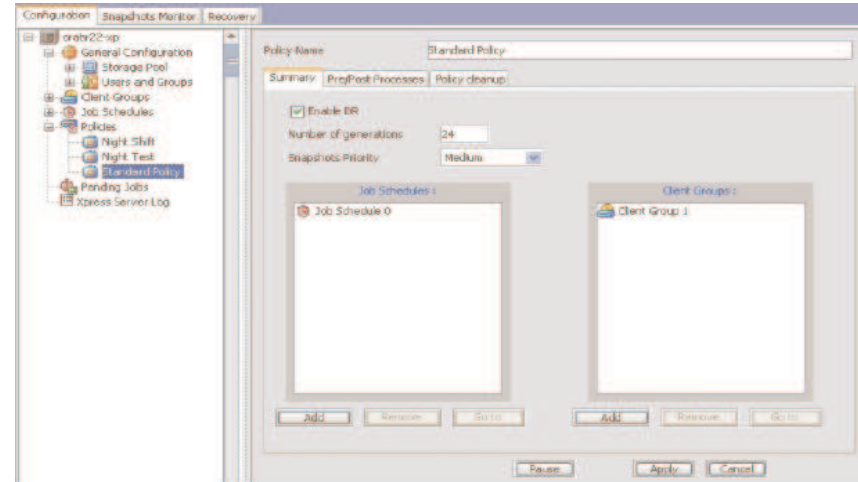 Configuration Snapshots Monitor Recovery
orabr22-xp
General Configuration
Storage Pool
Users and Groups
Client Groups
Job Schedules
Policies
Night Shift
Night Test
Standard Policy
Pending Jobs
Xpress Server Log
Policy Name Standard Policy
Summary Pre/Post Processes Policy cleanup
Enable DR
Number of generations 24
Snapshots Priority Medium
Job Schedules :
Job Schedule 0
Add Remove Go to
Client Groups :
Client Group 1
Add Remove Go to
Pause Apply Cancel